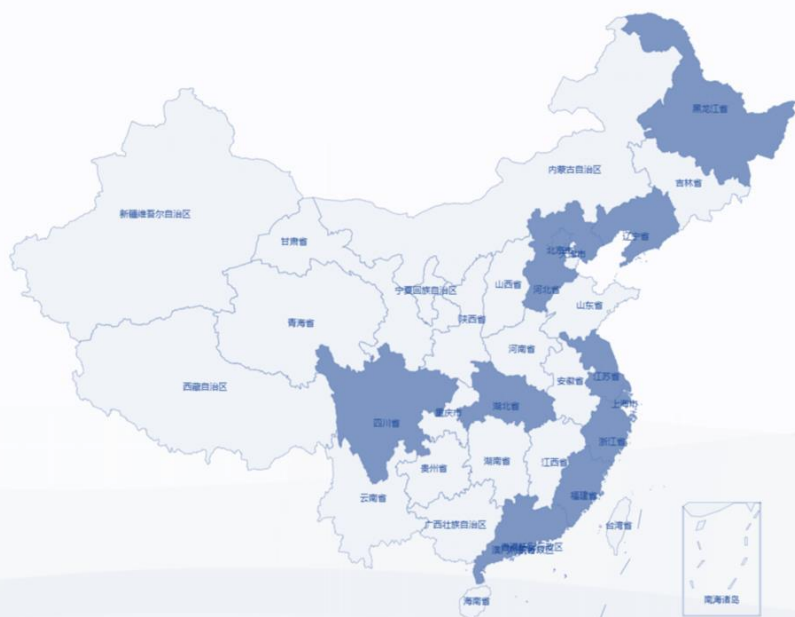 黑龙江省
内蒙古自治区
吉林省
新疆维吾尔自治区
辽宁省
北京市
甘肃省
山西省
河北省
宁夏回族自治区
山东省
青海省
陕西省
河南省
西藏自治区
安徽省
江苏省
上海市
湖北省
重庆市
四川省
浙江省
湖南省
江西省
贵州省
福建省
云南省
广西壮族自治区
台湾省
海南省
南海诸岛